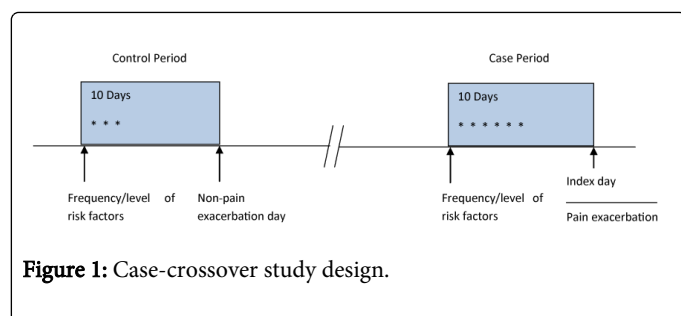 Control Period
Case Period
10 Days
* * *
10 Days
* * * * * *
Frequency/level of
risk factors
Non-pain
exacerbation day
Frequency/level of
risk factors
Index day
Pain exacerbation
Figure 1: Case-crossover study design.